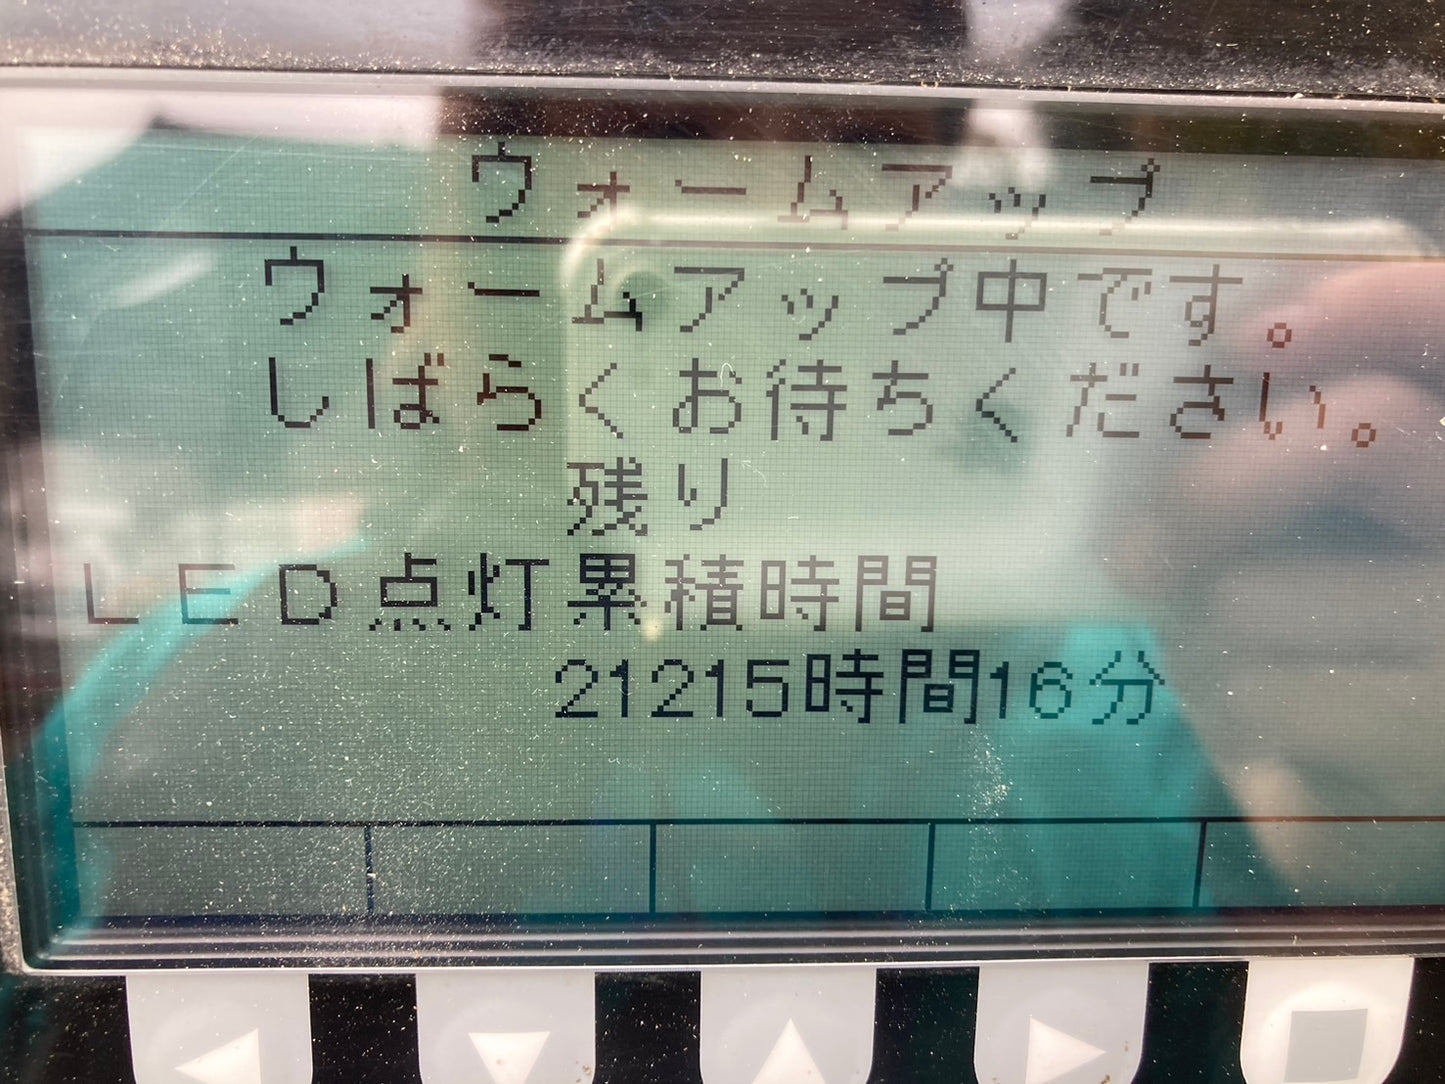 ウォームアップ
ウォームアップ中です。
しばらくお待ちください。
残り
ＬＥＤ点灯累積時間
21215時間16分